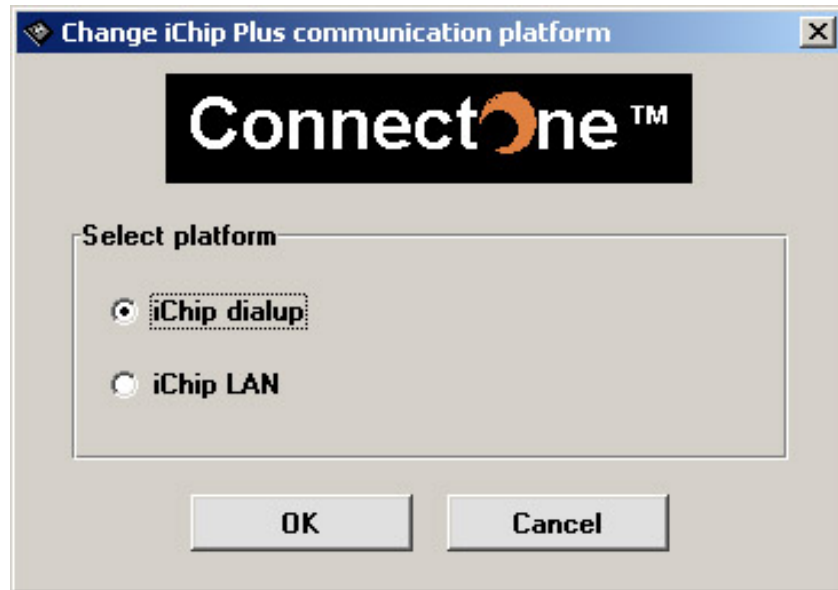 Change iChip Plus communication platform
ConnectOne™
Select platform
iChip dialup
iChip LAN
OK
Cancel